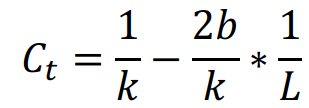 C_t = 1/k − 2b/k * 1/L